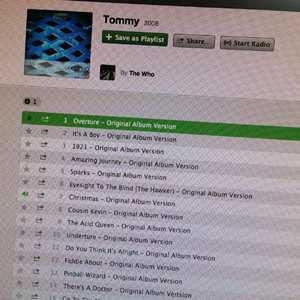 Tommy 2008
Save as Playlist Share... Start Radio
By The Who
1
1 Overture – Original Album Version
2 It's A Boy – Original Album Version
3 1921 – Original Album Version
4 Amazing Journey – Original Album Version
5 Sparks – Original Album Version
6 Eyesight To The Blind (The Hawker) – Original Album Version
7 Christmas – Original Album Version
8 Cousin Kevin – Original Album Version
9 The Acid Queen – Original Album Version
10 Underture – Original Album Version
11 Do You Think It's Alright – Original Album Version
12 Fiddle About – Original Album Version
13 Pinball Wizard – Original Album Version
14 There's A Doctor – Original Album Version